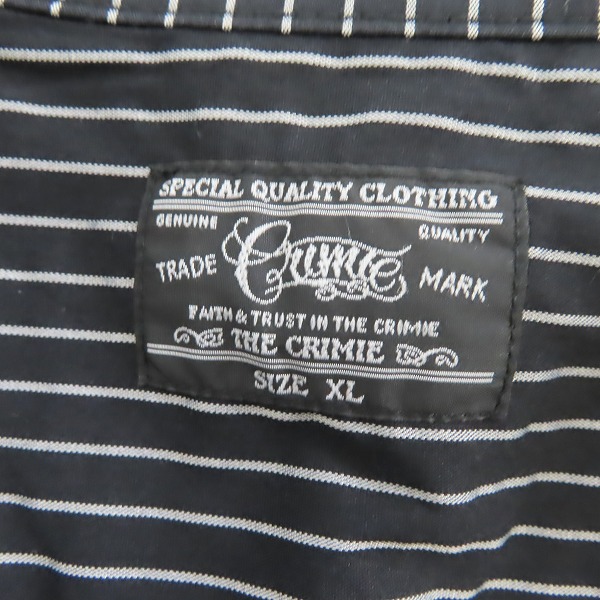 SPECIAL QUALITY CLOTHING
GENUINE QUALITY
TRADE Crimie MARK
FAITH & TRUST IN THE CRIMIE
THE CRIMIE
SIZE XL